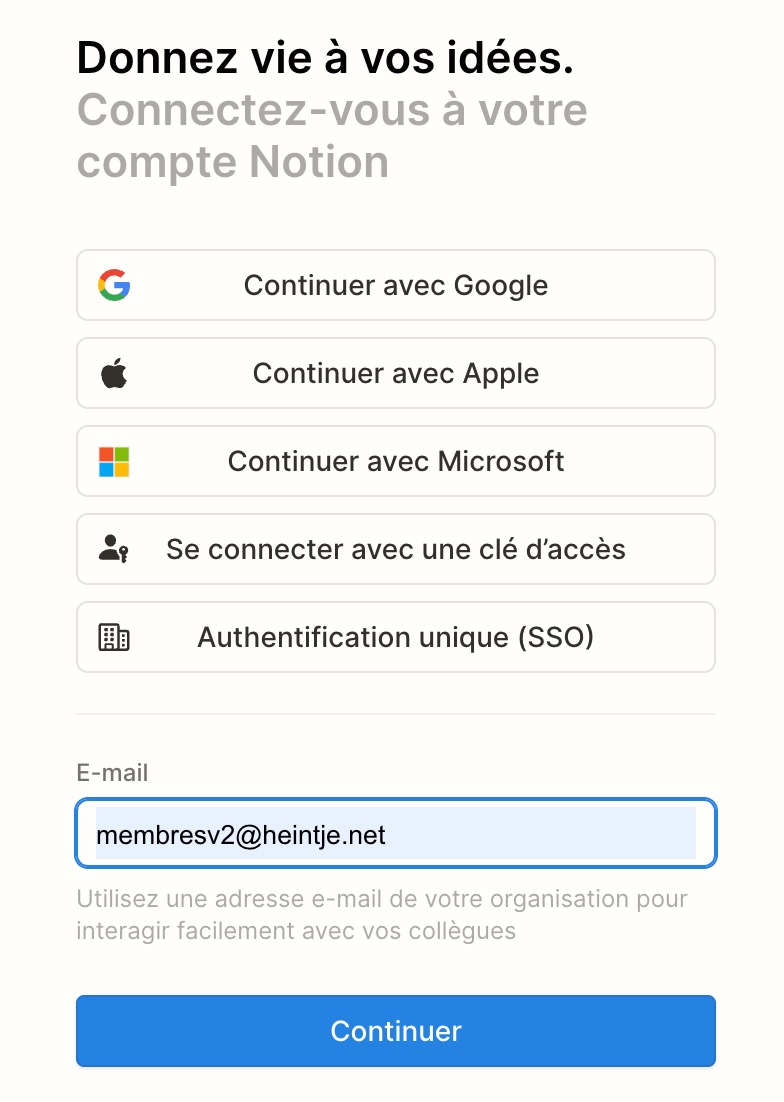 Donnez vie à vos idées.
Connectez-vous à votre
compte Notion
Continuer avec Google
Continuer avec Apple
Continuer avec Microsoft
Se connecter avec une clé d’accès
Authentification unique (SSO)
E-mail
membresv2@heintje.net
Utilisez une adresse e-mail de votre organisation pour
interagir facilement avec vos collègues
Continuer